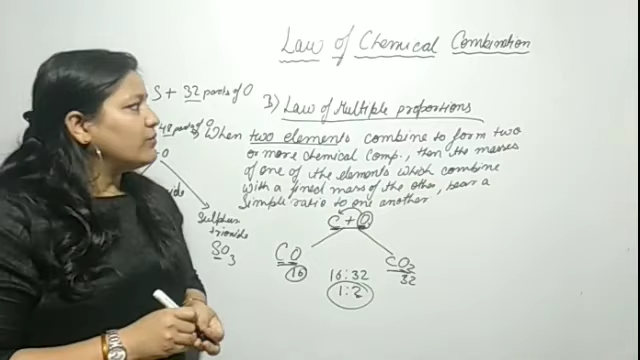 Law of Chemical Combination
S + 32 parts of O
48 parts of O
3) Law of Multiple proportions
When two elements combine to form two
or more chemical comp., then the masses
of one of the elements which combine
with a fixed mass of the other, bear a
simple ratio to one another.
C + O
Sulphur
trioxide
SO3
CO
16
CO2
32
16:32
1:2